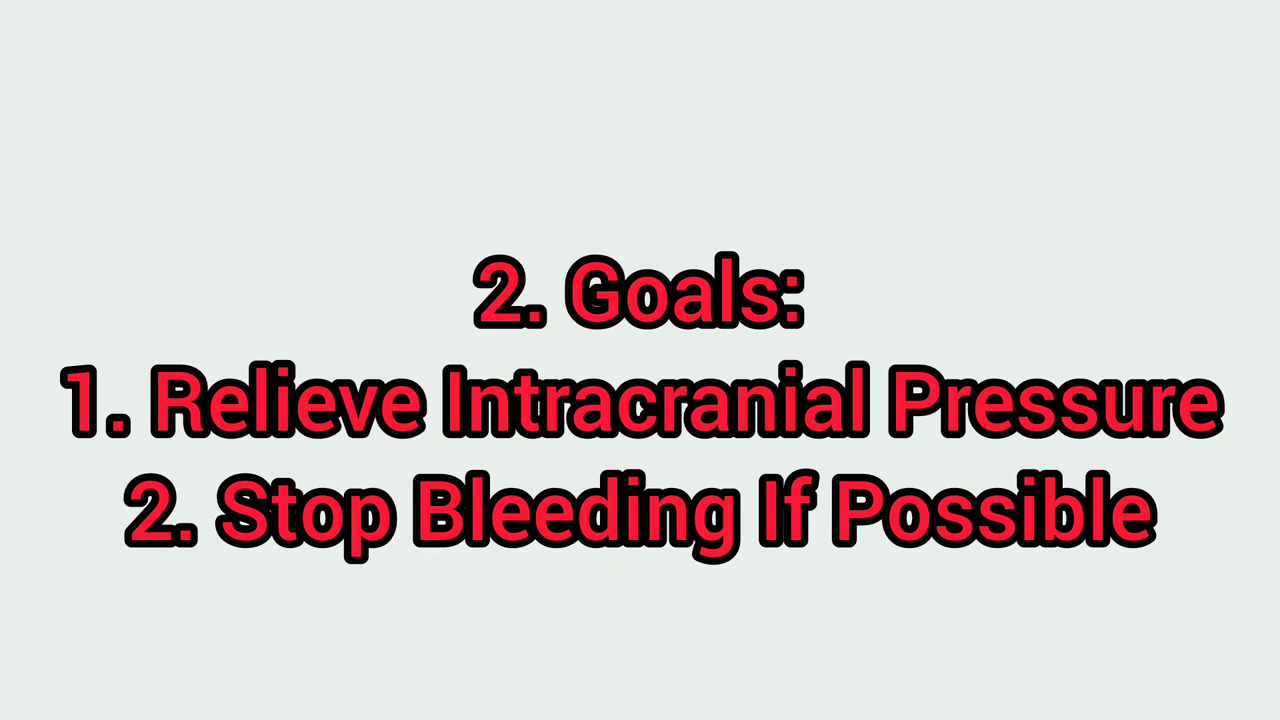 2. Goals:
1. Relieve Intracranial Pressure
2. Stop Bleeding If Possible